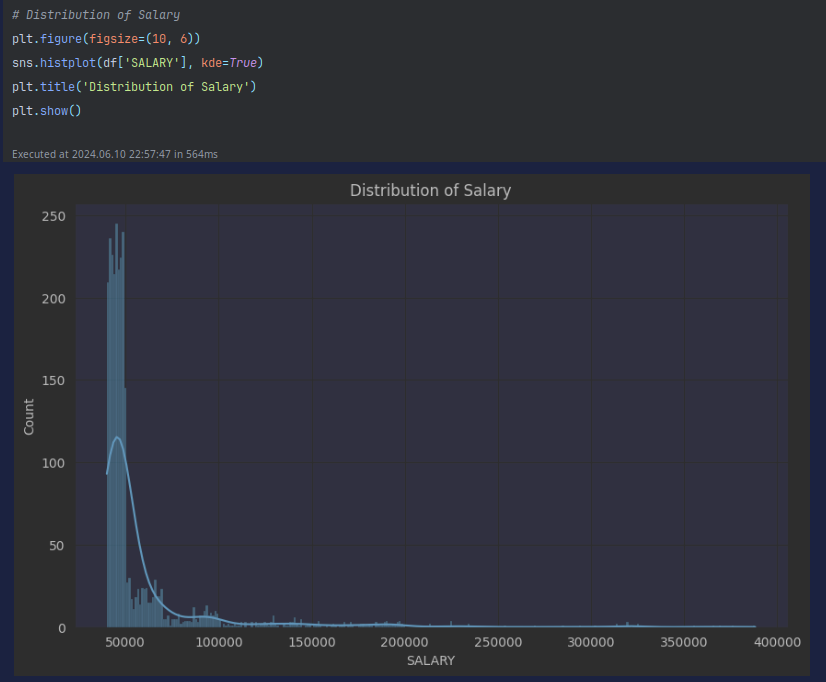 # Distribution of Salary
plt.figure(figsize=(10, 6))
sns.histplot(df['SALARY'], kde=True)
plt.title('Distribution of Salary')
plt.show()
Executed at 2024.06.10 22:57:47 in 564ms
Distribution of Salary
250
200
150
100
50
0
Count
50000 100000 150000 200000 250000 300000 350000 400000
SALARY